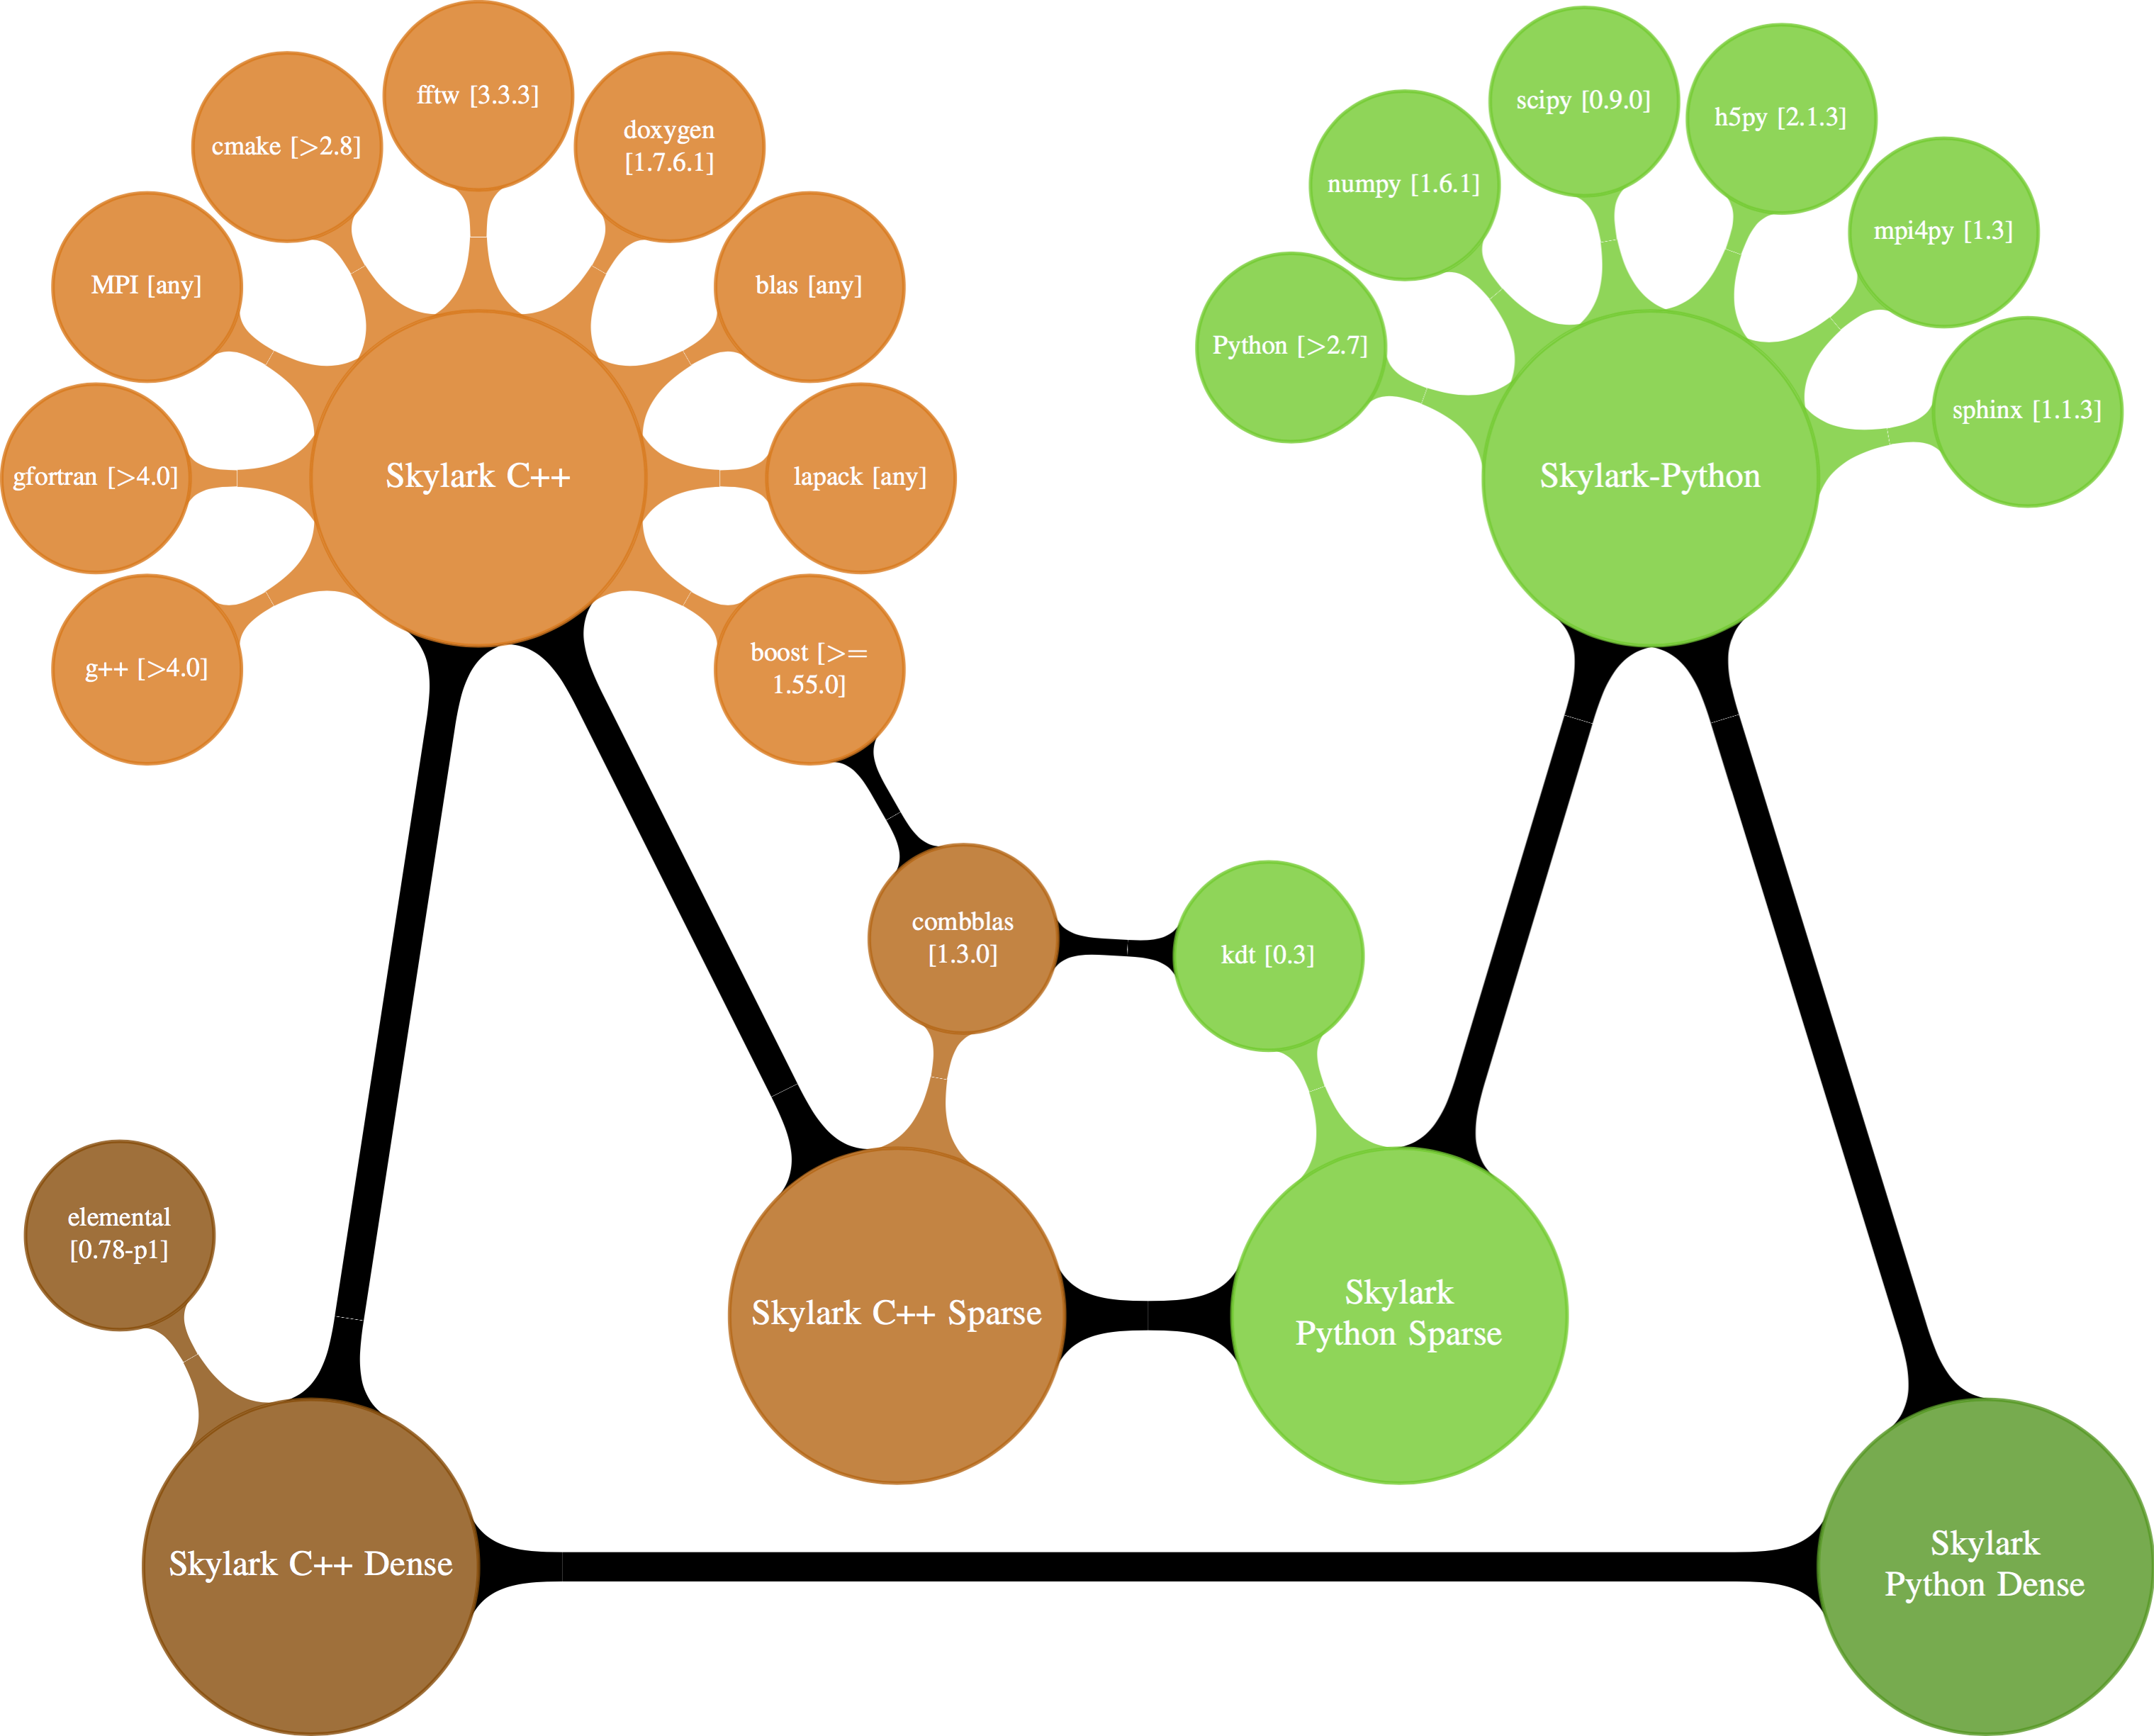 fftw [3.3.3]
scipy [0.9.0]
h5py [2.1.3]
cmake [>2.8]
doxygen
[1.7.6.1]
numpy [1.6.1]
mpi4py [1.3]
MPI [any]
blas [any]
Python [>2.7]
sphinx [1.1.3]
gfortran [>4.0]
Skylark C++
lapack [any]
Skylark-Python
g++ [>4.0]
boost [>=
1.55.0]
combblas
[1.3.0]
kdt [0.3]
elemental
[0.78-p1]
Skylark C++ Sparse
Skylark
Python Sparse
Skylark C++ Dense
Skylark
Python Dense